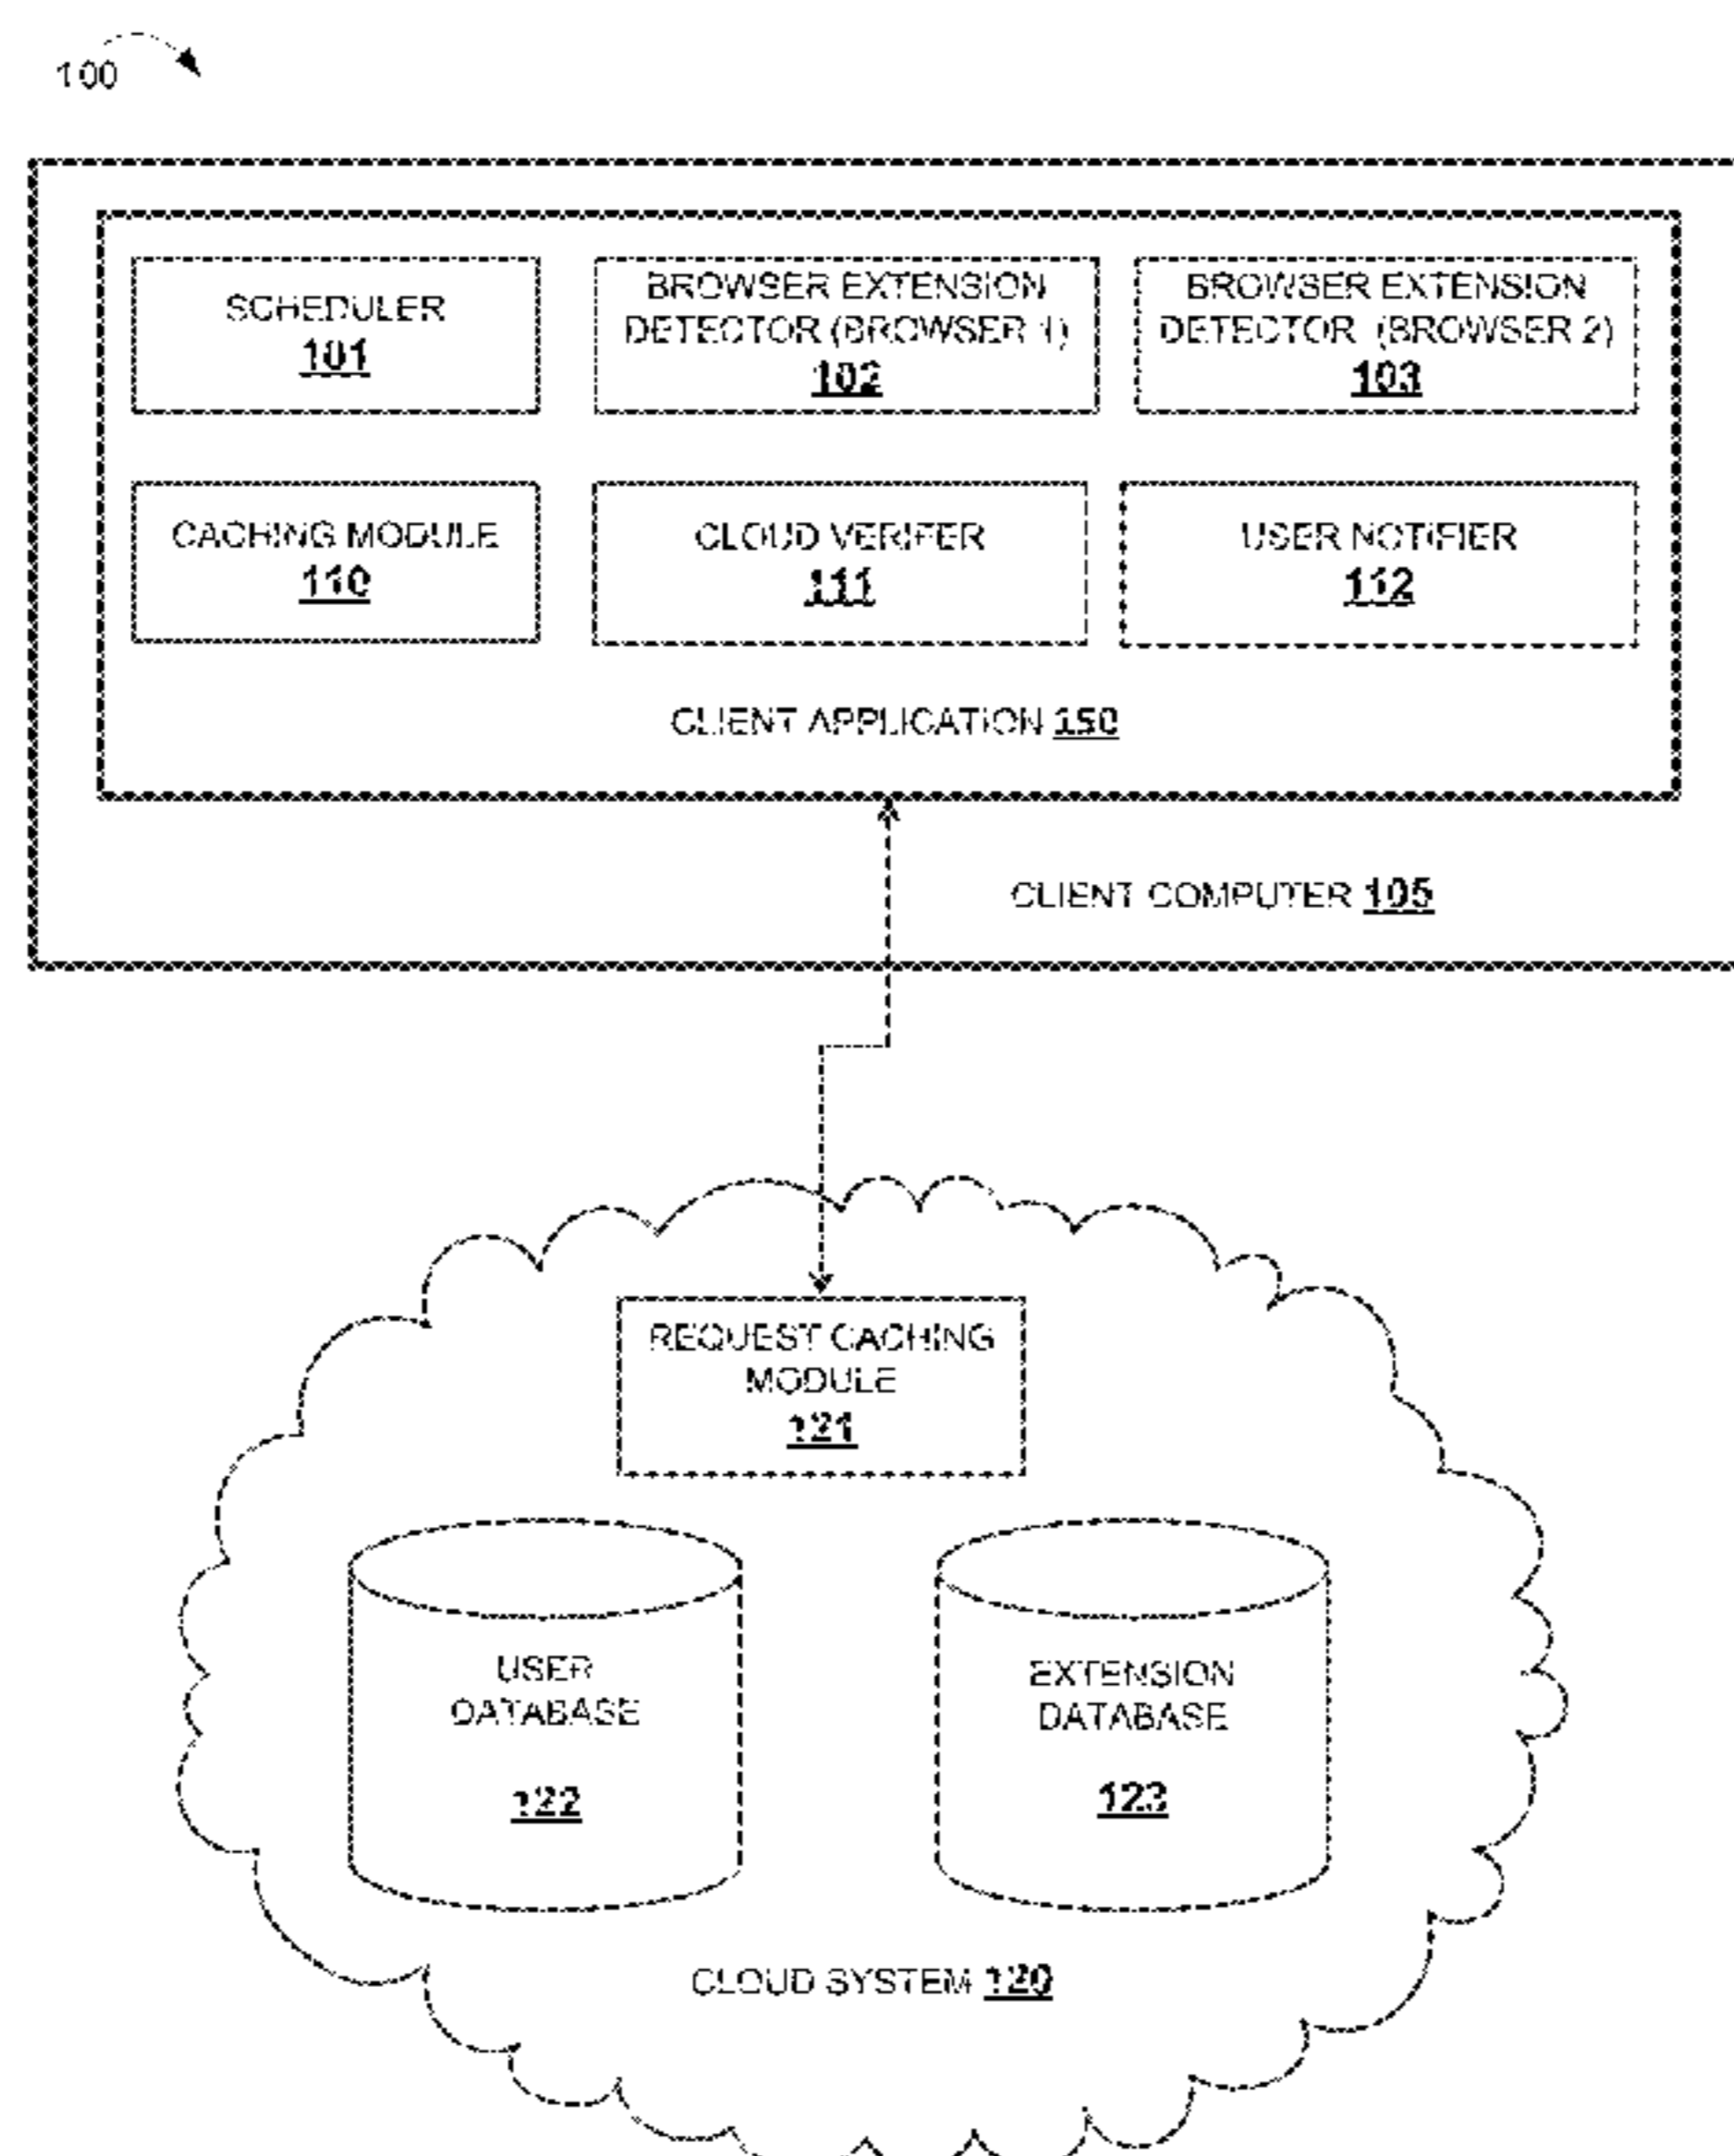 100
SCHEDULER
101
BROWSER EXTENSION
DETECTOR (BROWSER 1)
102
BROWSER EXTENSION
DETECTOR (BROWSER 2)
103
CACHING MODULE
110
CLOUD VERIFER
111
USER NOTIFIER
112
CLIENT APPLICATION 150
CLIENT COMPUTER 105
REQUEST CACHING
MODULE
121
USER
DATABASE
122
EXTENSION
DATABASE
123
CLOUD SYSTEM 120